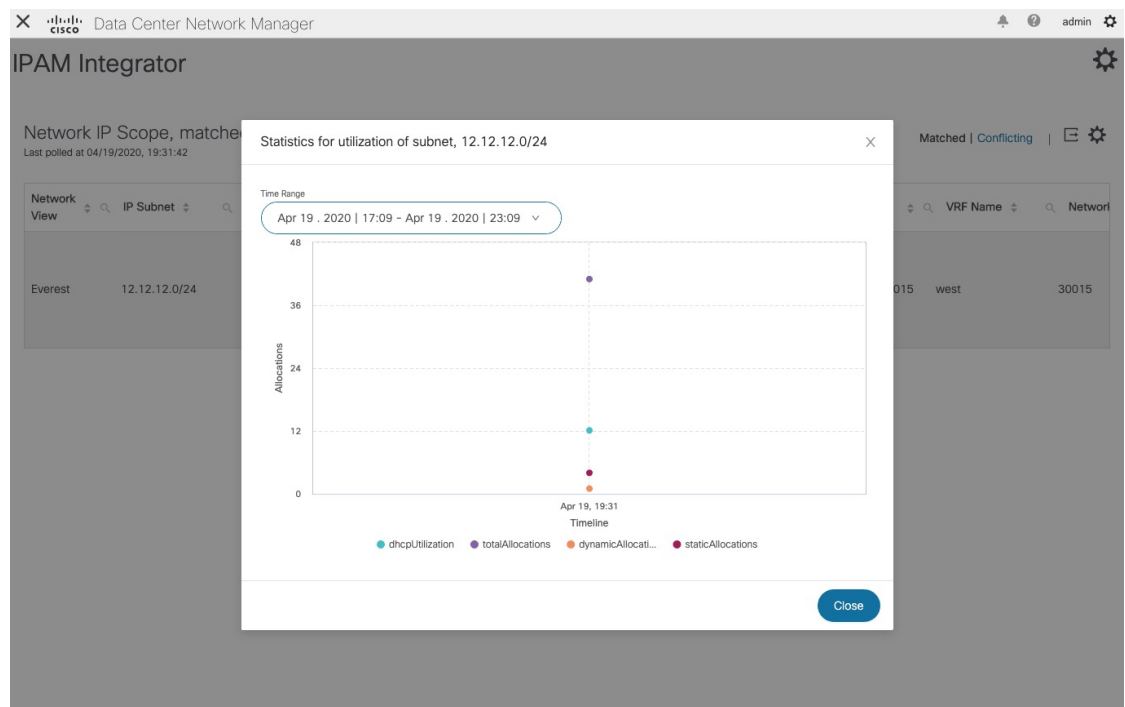 CISCO Data Center Network Manager admin
IPAM Integrator
Network IP Scope, matche
Last polled at 04/19/2020, 19:31:42
Matched | Conflicting |
Network View IP Subnet VRF Name Network
Everest 12.12.12.0/24 015 west 30015
Statistics for utilization of subnet, 12.12.12.0/24
Time Range
Apr 19 . 2020 | 17:09 - Apr 19 . 2020 | 23:09
48
36
24
12
0
Allocations
Apr 19, 19:31
Timeline
dhcpUtilization totalAllocations dynamicAllocati... staticAllocations
Close